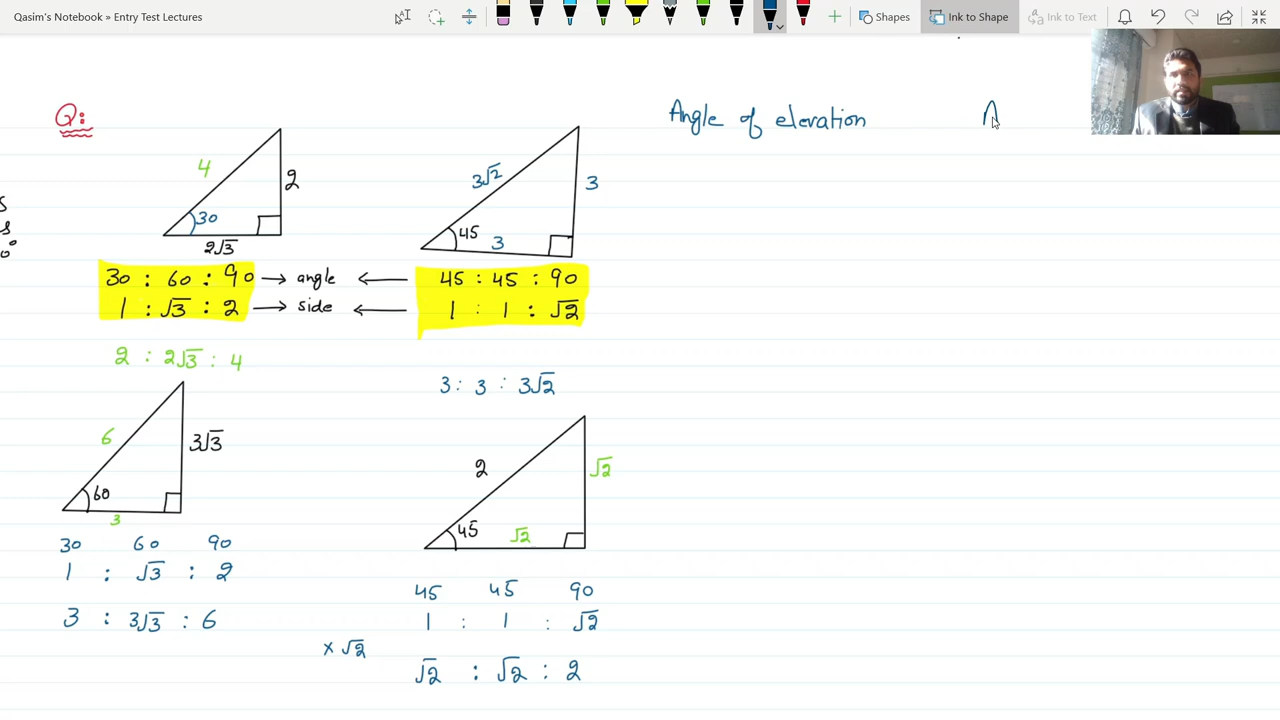 Qasim's Notebook » Entry Test Lectures
Shapes
Ink to Shape
Ink to Text
Q:
4
2
30
2√3
3√2
3
45
3
30 : 60 : 90 → angle ← 45 : 45 : 90
1 : √3 : 2 → side ← 1 : 1 : √2
2 : 2√3 : 4
6
3√3
60
3
30 60 90
1 : √3 : 2
3 : 3√3 : 6
3 : 3 : 3√2
2
√2
45
√2
45 45 90
1 : 1 : √2
× √2
√2 : √2 : 2
Angle of elevation